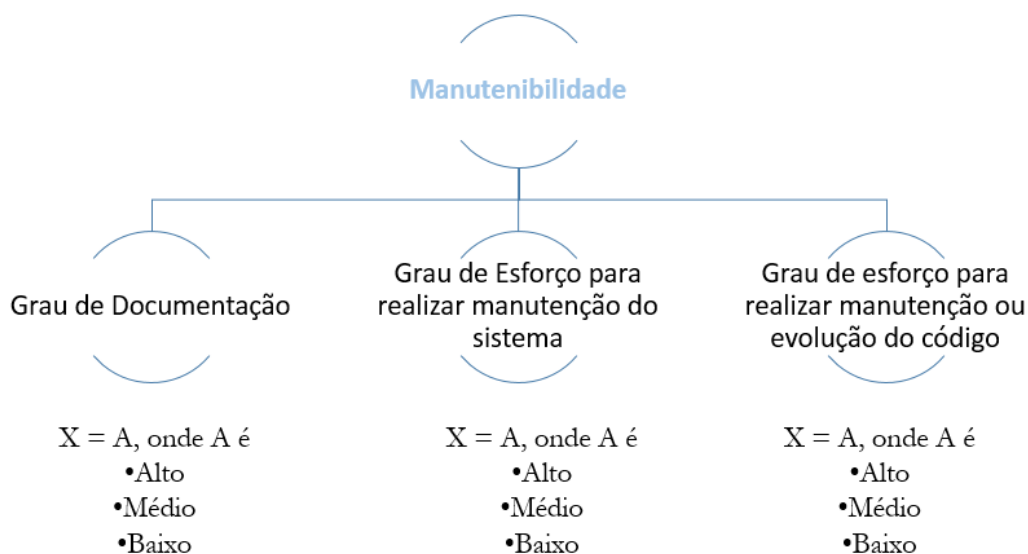 Manutenibilidade
Grau de Documentação
Grau de Esforço para
realizar manutenção do
sistema
Grau de esforço para
realizar manutenção ou
evolução do código
X = A, onde A é
•Alto
•Médio
•Baixo
X = A, onde A é
•Alto
•Médio
•Baixo
X = A, onde A é
•Alto
•Médio
•Baixo